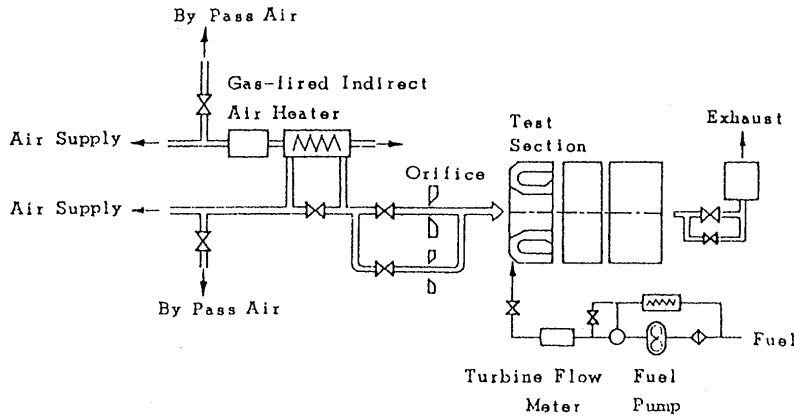 By Pass Air
Gas-fired Indirect
Air Heater
Air Supply
Orifice
Test
Section
Exhaust
Air Supply
By Pass Air
Fuel
Turbine Flow
Meter
Fuel
Pump